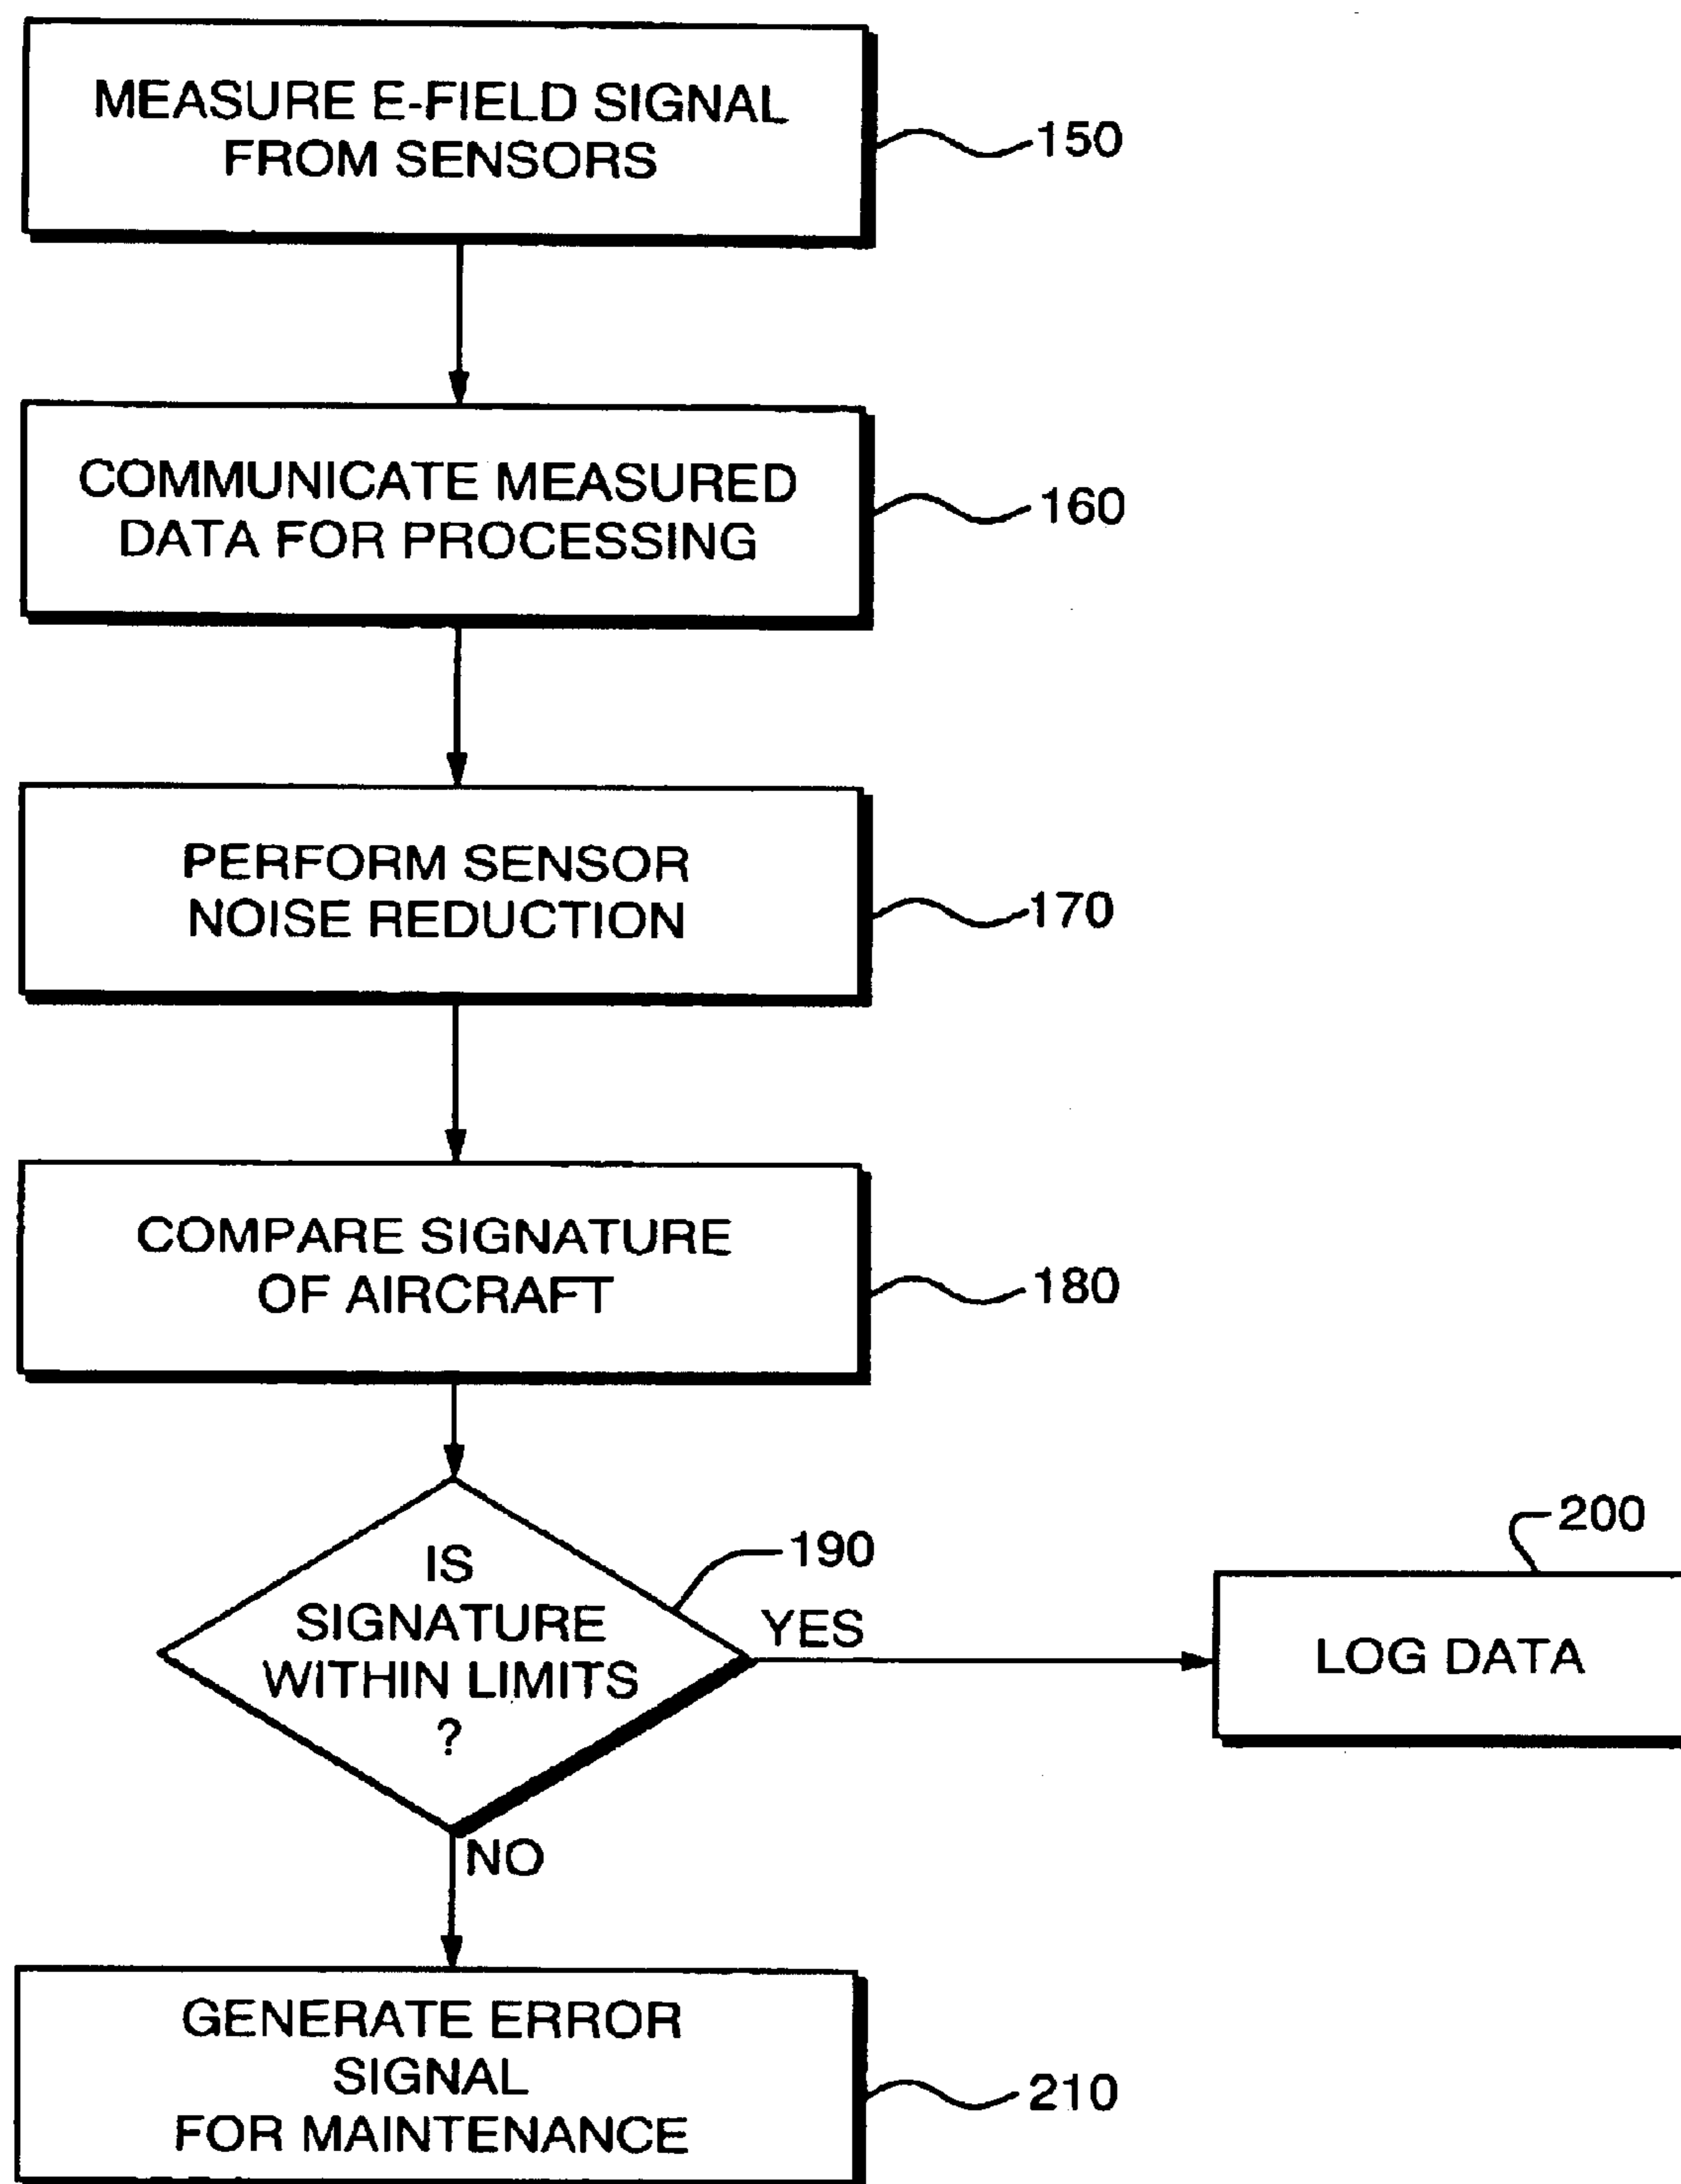 MEASURE E-FIELD SIGNAL
FROM SENSORS
150
COMMUNICATE MEASURED
DATA FOR PROCESSING
160
PERFORM SENSOR
NOISE REDUCTION
170
COMPARE SIGNATURE
OF AIRCRAFT
180
IS
SIGNATURE
WITHIN LIMITS
?
190
YES
200
LOG DATA
NO
GENERATE ERROR
SIGNAL
FOR MAINTENANCE
210